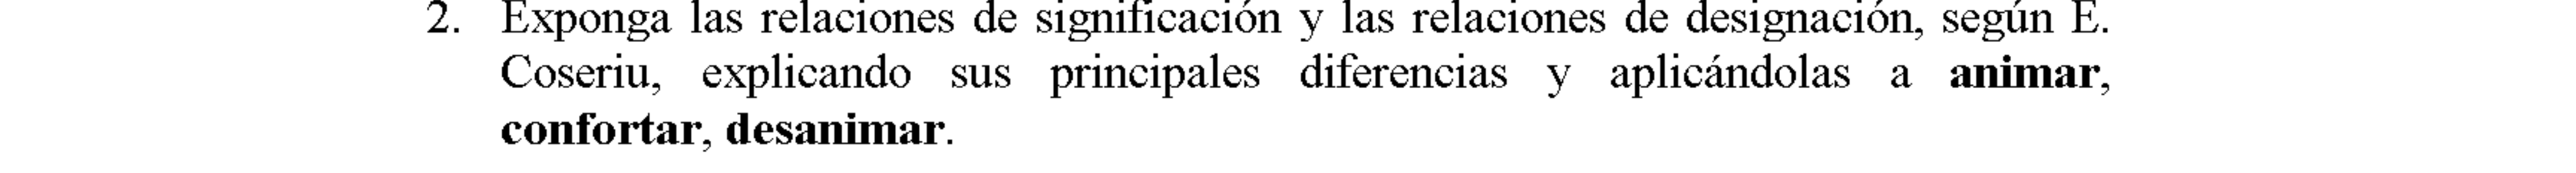 2. Exponga las relaciones de significación y las relaciones de designación, según E.
Coseriu, explicando sus principales diferencias y aplicándolas a animar,
confortar, desanimar.